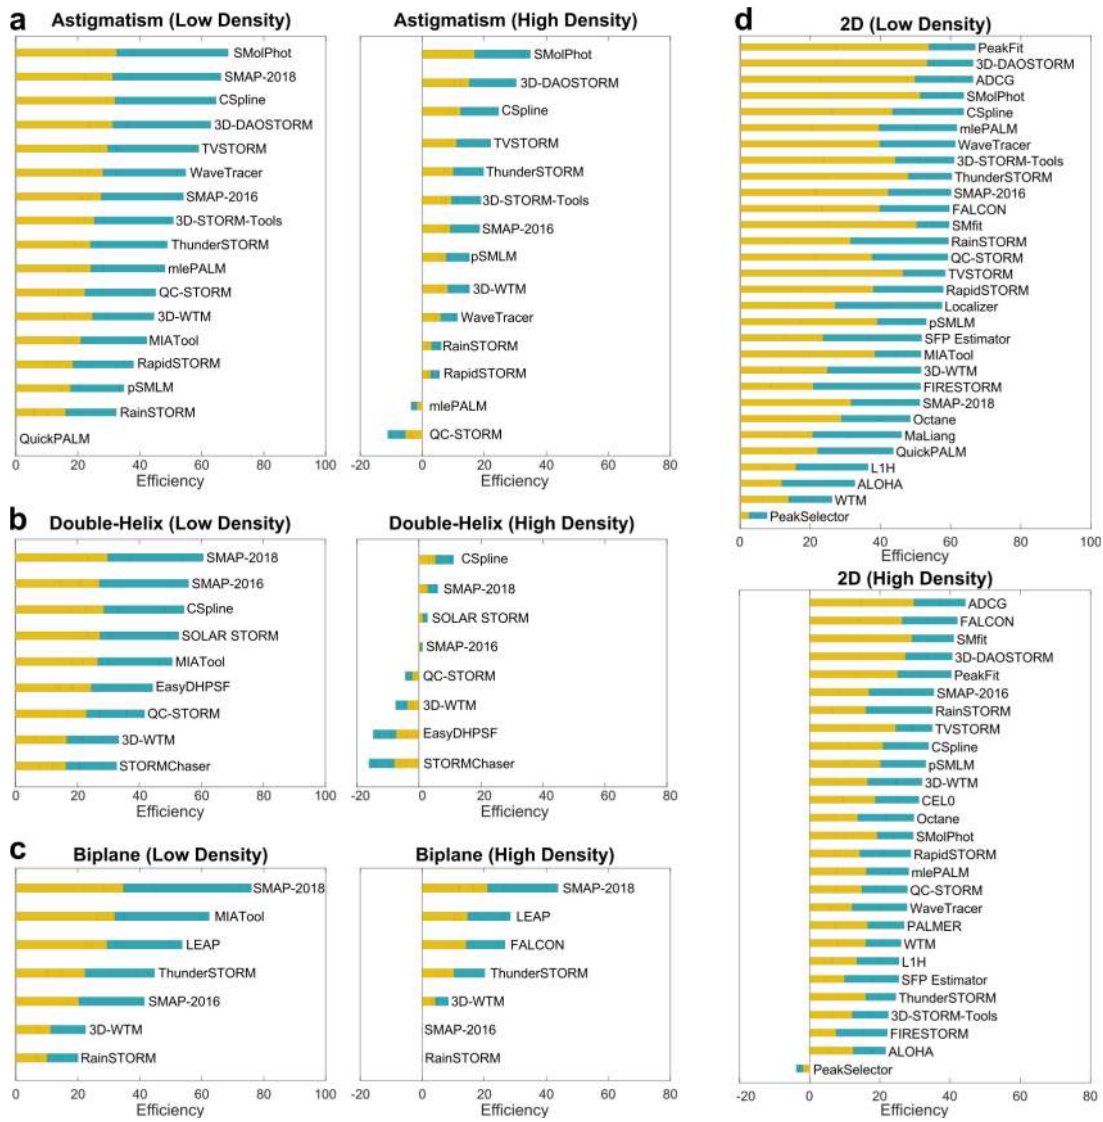 a
Astigmatism (Low Density)
SMolPhot
SMAP-2018
CSpline
3D-DAOSTORM
TVSTORM
WaveTracer
SMAP-2016
3D-STORM-Tools
ThunderSTORM
mlePALM
QC-STORM
3D-WTM
MIATool
RapidSTORM
pSMLM
RainSTORM
QuickPALM
0 20 40 60 80 100
Efficiency
Astigmatism (High Density)
SMolPhot
3D-DAOSTORM
CSpline
TVSTORM
ThunderSTORM
3D-STORM-Tools
SMAP-2016
pSMLM
3D-WTM
WaveTracer
RainSTORM
RapidSTORM
mlePALM
QC-STORM
-20 0 20 40 60 80
Efficiency
b
Double-Helix (Low Density)
SMAP-2018
SMAP-2016
CSpline
SOLAR STORM
MIATool
EasyDHPSF
QC-STORM
3D-WTM
STORMChaser
0 20 40 60 80 100
Efficiency
Double-Helix (High Density)
CSpline
SMAP-2018
SOLAR STORM
SMAP-2016
QC-STORM
3D-WTM
EasyDHPSF
STORMChaser
-20 0 20 40 60 80
Efficiency
c
Biplane (Low Density)
SMAP-2018
MIATool
LEAP
ThunderSTORM
SMAP-2016
3D-WTM
RainSTORM
0 20 40 60 80 100
Efficiency
Biplane (High Density)
SMAP-2018
LEAP
FALCON
ThunderSTORM
3D-WTM
SMAP-2016
RainSTORM
-20 0 20 40 60 80
Efficiency
d
2D (Low Density)
PeakFit
3D-DAOSTORM
ADCG
SMolPhot
CSpline
mlePALM
WaveTracer
3D-STORM-Tools
ThunderSTORM
SMAP-2016
FALCON
SMfit
RainSTORM
QC-STORM
TVSTORM
RapidSTORM
Localizer
pSMLM
SFP Estimator
MIATool
3D-WTM
FIRESTORM
SMAP-2018
Octane
MaLiang
QuickPALM
L1H
ALOHA
WTM
PeakSelector
0 20 40 60 80 100
Efficiency
2D (High Density)
ADCG
FALCON
SMfit
3D-DAOSTORM
PeakFit
SMAP-2016
RainSTORM
TVSTORM
CSpline
pSMLM
3D-WTM
CEL0
Octane
SMolPhot
RapidSTORM
mlePALM
QC-STORM
WaveTracer
PALMER
WTM
L1H
SFP Estimator
ThunderSTORM
3D-STORM-Tools
FIRESTORM
ALOHA
PeakSelector
-20 0 20 40 60 80
Efficiency